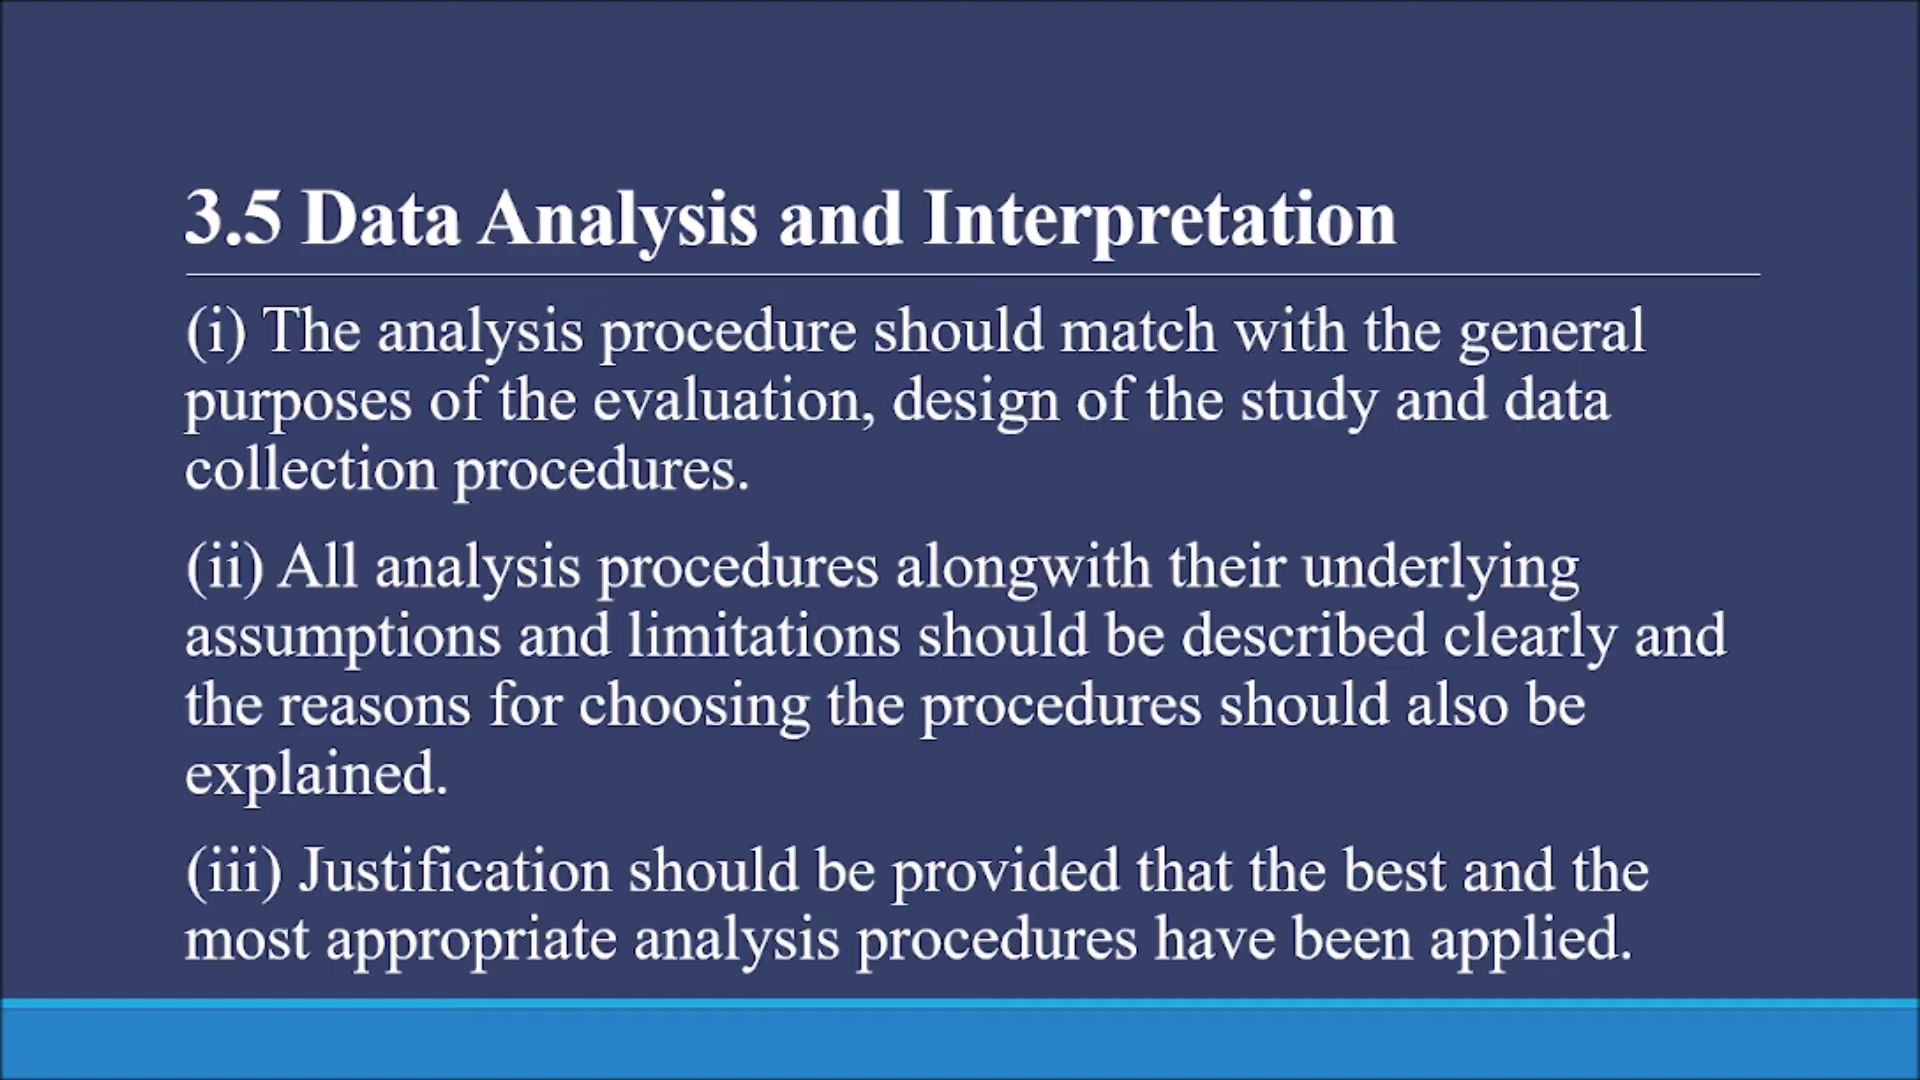 3.5 Data Analysis and Interpretation
(i) The analysis procedure should match with the general
purposes of the evaluation, design of the study and data
collection procedures.
(ii) All analysis procedures alongwith their underlying
assumptions and limitations should be described clearly and
the reasons for choosing the procedures should also be
explained.
(iii) Justification should be provided that the best and the
most appropriate analysis procedures have been applied.